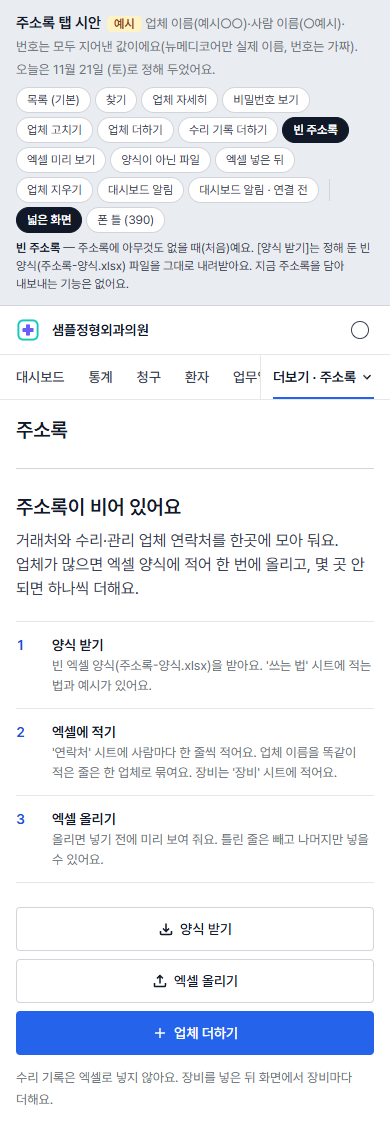 주소록 탭 시안 예시 업체 이름(예시○○)·사람 이름(○예시)·
번호는 모두 지어낸 값이에요(뉴메디코어만 실제 이름, 번호는 가짜).
오늘은 11월 21일 (토)로 정해 두었어요.
목록 (기본) 찾기 업체 자세히 비밀번호 보기
업체 고치기 업체 더하기 수리 기록 더하기 빈 주소록
엑셀 미리 보기 양식이 아닌 파일 엑셀 넣은 뒤
업체 지우기 대시보드 알림 대시보드 알림 · 연결 전
넓은 화면 폰 틀 (390)
빈 주소록 — 주소록에 아무것도 없을 때(처음)예요. [양식 받기]는 정해 둔 빈
양식(주소록-양식.xlsx) 파일을 그대로 내려받아요. 지금 주소록을 담아
내보내는 기능은 없어요.
샘플정형외과의원
대시보드 통계 청구 환자 더보기 · 주소록
주소록
주소록이 비어 있어요
거래처와 수리·관리 업체 연락처를 한곳에 모아 둬요.
업체가 많으면 엑셀 양식에 적어 한 번에 올리고, 몇 곳 안
되면 하나씩 더해요.
1 양식 받기
빈 엑셀 양식(주소록-양식.xlsx)을 받아요. '쓰는 법' 시트에 적는
법과 예시가 있어요.
2 엑셀에 적기
'연락처' 시트에 사람마다 한 줄씩 적어요. 업체 이름을 똑같이
적은 줄은 한 업체로 묶여요. 장비는 '장비' 시트에 적어요.
3 엑셀 올리기
올리면 넣기 전에 미리 보여 줘요. 틀린 줄은 빼고 나머지만 넣을
수 있어요.
양식 받기
엑셀 올리기
업체 더하기
수리 기록은 엑셀로 넣지 않아요. 장비를 넣은 뒤 화면에서 장비마다
더해요.